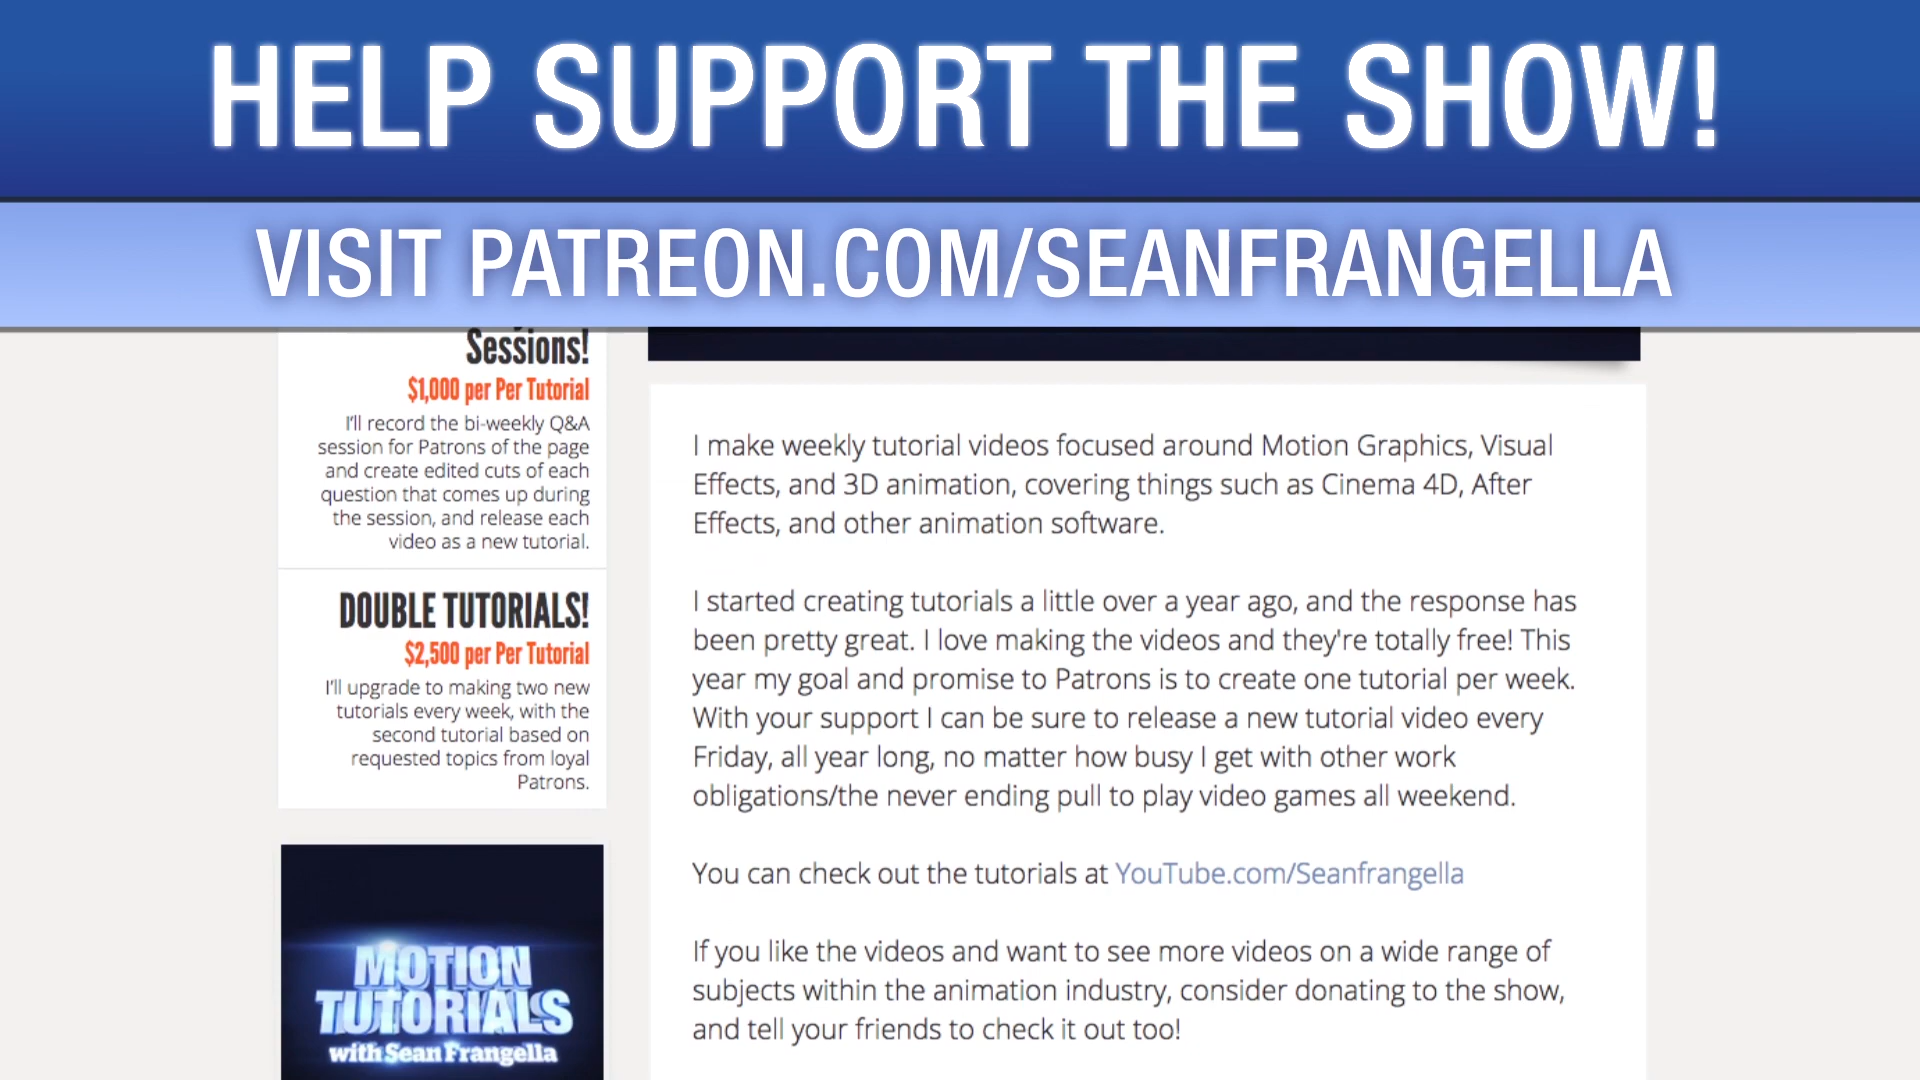 HELP SUPPORT THE SHOW!
VISIT PATREON.COM/SEANFRANGELLA
Sessions!
$1,000 per Per Tutorial
I'll record the bi-weekly Q&A
session for Patrons of the page
and create edited cuts of each
question that comes up during
the session, and release each
video as a new tutorial.
DOUBLE TUTORIALS!
$2,500 per Per Tutorial
I'll upgrade to making two new
tutorials every week, with the
second tutorial based on
requested topics from loyal
Patrons.
MOTION
TUTORIALS
with Sean Frangella
I make weekly tutorial videos focused around Motion Graphics, Visual
Effects, and 3D animation, covering things such as Cinema 4D, After
Effects, and other animation software.
I started creating tutorials a little over a year ago, and the response has
been pretty great. I love making the videos and they're totally free! This
year my goal and promise to Patrons is to create one tutorial per week.
With your support I can be sure to release a new tutorial video every
Friday, all year long, no matter how busy I get with other work
obligations/the never ending pull to play video games all weekend.
You can check out the tutorials at YouTube.com/Seanfrangella
If you like the videos and want to see more videos on a wide range of
subjects within the animation industry, consider donating to the show,
and tell your friends to check it out too!